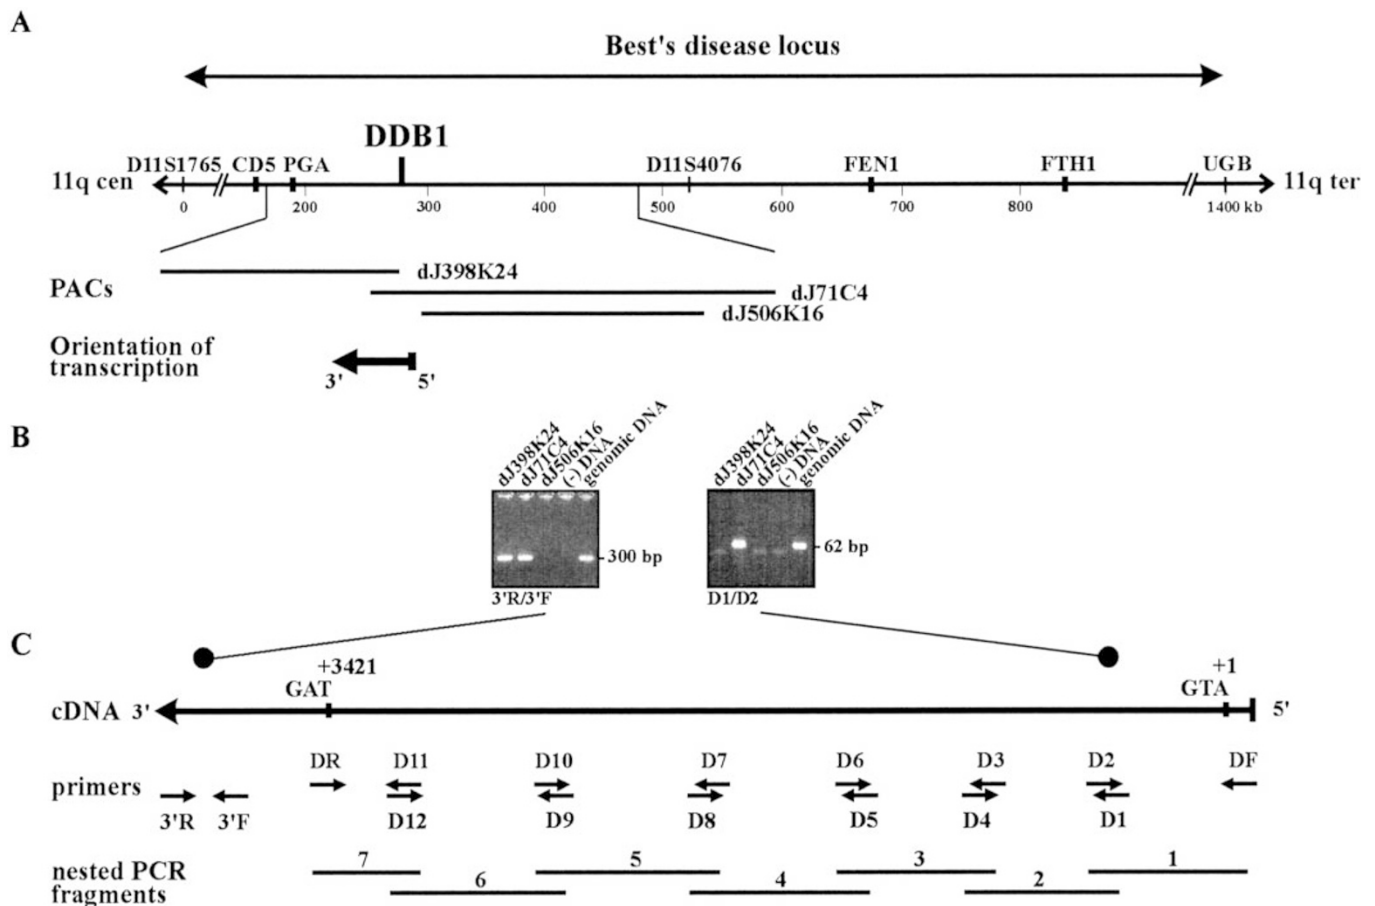 A
Best's disease locus
DDB1
D11S1765 CD5 PGA D11S4076 FEN1 FTH1 UGB
11q cen 11q ter
0 200 300 400 500 600 700 800 1400 kb
dJ398K24
PACs
dJ71C4
dJ506K16
Orientation of
transcription
3' 5'
B
dJ398K24 dJ71C4 dJ506K16 (-) DNA genomic DNA
dJ398K24 dJ71C4 dJ506K16 (-) DNA genomic DNA
300 bp
62 bp
3'R/3'F
D1/D2
C
+3421 +1
GAT GTA
cDNA 3' 5'
DR D11 D10 D7 D6 D3 D2 DF
primers
3'R 3'F D12 D9 D8 D5 D4 D1
7 5 3 1
nested PCR
6 4 2
fragments